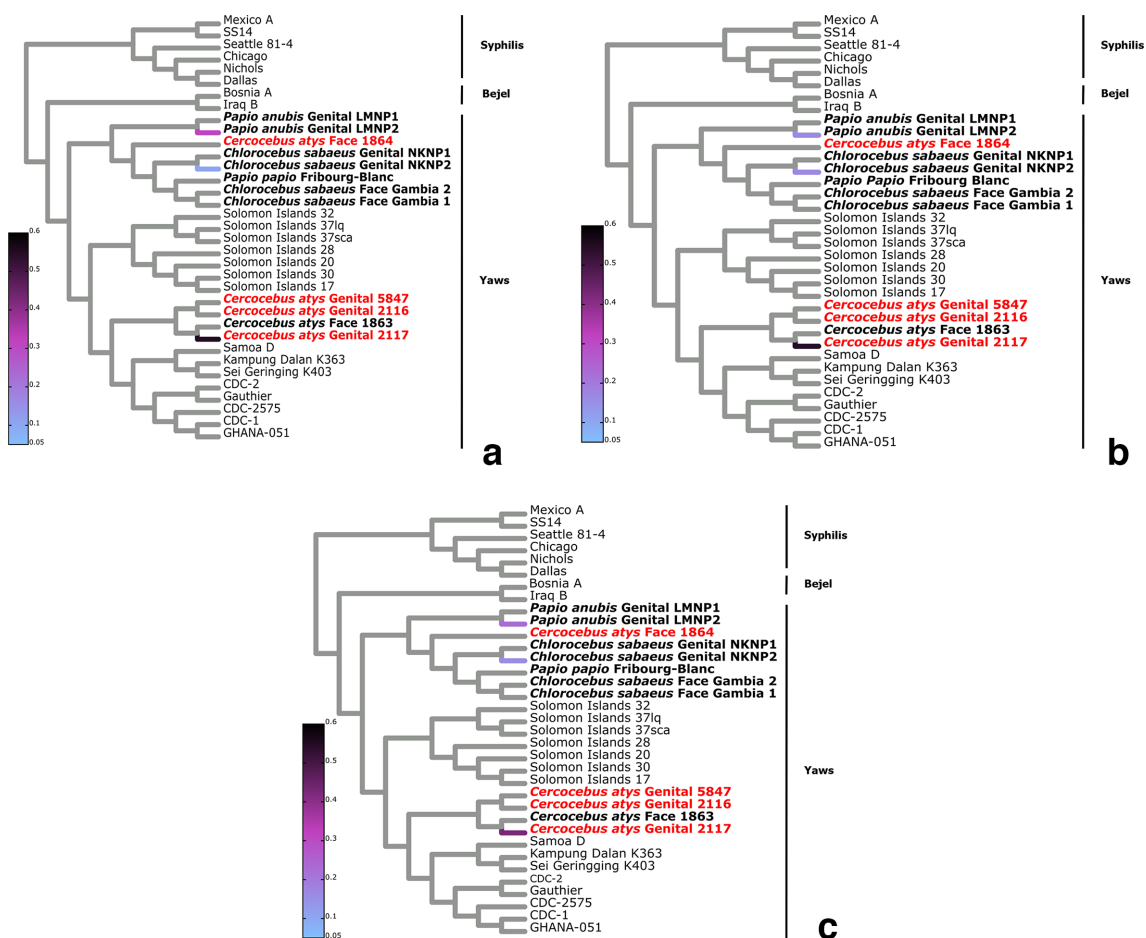 Mexico A
SS14
Seattle 81-4
Chicago
Nichols
Dallas
Bosnia A
Iraq B
Papio anubis Genital LMNP1
Papio anubis Genital LMNP2
Cercocebus atys Face 1864
Chlorocebus sabaeus Genital NKNP1
Chlorocebus sabaeus Genital NKNP2
Papio papio Fribourg-Blanc
Chlorocebus sabaeus Face Gambia 2
Chlorocebus sabaeus Face Gambia 1
Solomon Islands 32
Solomon Islands 37lq
Solomon Islands 37sca
Solomon Islands 28
Solomon Islands 20
Solomon Islands 30
Solomon Islands 17
Cercocebus atys Genital 5847
Cercocebus atys Genital 2116
Cercocebus atys Face 1863
Cercocebus atys Genital 2117
Samoa D
Kampung Dalan K363
Sei Geringing K403
CDC-2
Gauthier
CDC-2575
CDC-1
GHANA-051
Syphilis
Bejel
Yaws
0.6
0.5
0.4
0.3
0.2
0.1
0.05
a
Mexico A
SS14
Seattle 81-4
Chicago
Nichols
Dallas
Bosnia A
Iraq B
Papio anubis Genital LMNP1
Papio anubis Genital LMNP2
Cercocebus atys Face 1864
Chlorocebus sabaeus Genital NKNP1
Chlorocebus sabaeus Genital NKNP2
Papio Papio Fribourg Blanc
Chlorocebus sabaeus Face Gambia 2
Chlorocebus sabaeus Face Gambia 1
Solomon Islands 32
Solomon Islands 37lq
Solomon Islands 37sca
Solomon Islands 28
Solomon Islands 20
Solomon Islands 30
Solomon Islands 17
Cercocebus atys Genital 5847
Cercocebus atys Genital 2116
Cercocebus atys Face 1863
Cercocebus atys Genital 2117
Samoa D
Kampung Dalan K363
Sei Geringging K403
CDC-2
Gauthier
CDC-2575
CDC-1
GHANA-051
Syphilis
Bejel
Yaws
0.6
0.5
0.4
0.3
0.2
0.1
0.05
b
Mexico A
SS14
Seattle 81-4
Chicago
Nichols
Dallas
Bosnia A
Iraq B
Papio anubis Genital LMNP1
Papio anubis Genital LMNP2
Cercocebus atys Face 1864
Chlorocebus sabaeus Genital NKNP1
Chlorocebus sabaeus Genital NKNP2
Papio papio Fribourg-Blanc
Chlorocebus sabaeus Face Gambia 2
Chlorocebus sabaeus Face Gambia 1
Solomon Islands 32
Solomon Islands 37lq
Solomon Islands 37sca
Solomon Islands 28
Solomon Islands 20
Solomon Islands 30
Solomon Islands 17
Cercocebus atys Genital 5847
Cercocebus atys Genital 2116
Cercocebus atys Face 1863
Cercocebus atys Genital 2117
Samoa D
Kampung Dalan K363
Sei Geringging K403
CDC-2
Gauthier
CDC-2575
CDC-1
GHANA-051
Syphilis
Bejel
Yaws
0.6
0.5
0.4
0.3
0.2
0.1
0.05
c